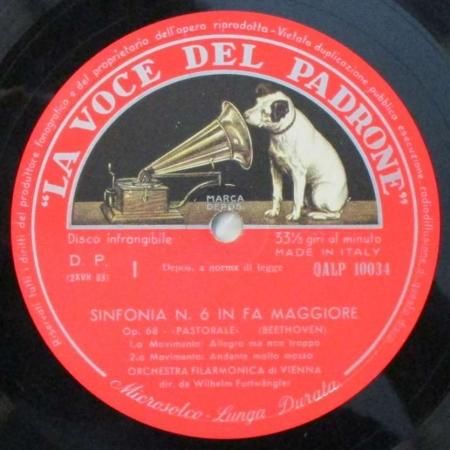 Riservati tutti i diritti del produttore fonografico e del proprietario dell'opera riprodotta - Vietata duplicazione pubblica esecuzione radiodiffusione
"LA VOCE DEL PADRONE"
MARCA
DEPOS.
Disco infrangibile
33⅓ giri al minuto
MADE IN ITALY
D. P.
I
Depos. a norma di legge
QALP 10034
SINFONIA N. 6 IN FA MAGGIORE
Op. 68 - «PASTORALE» (BEETHOVEN)
1.o Movimento: Allegro ma non troppo
2.o Movimento: Andante molto mosso
ORCHESTRA FILARMONICA di VIENNA
dir. da Wilhelm Furtwängler
Microsolco - Lunga Durata